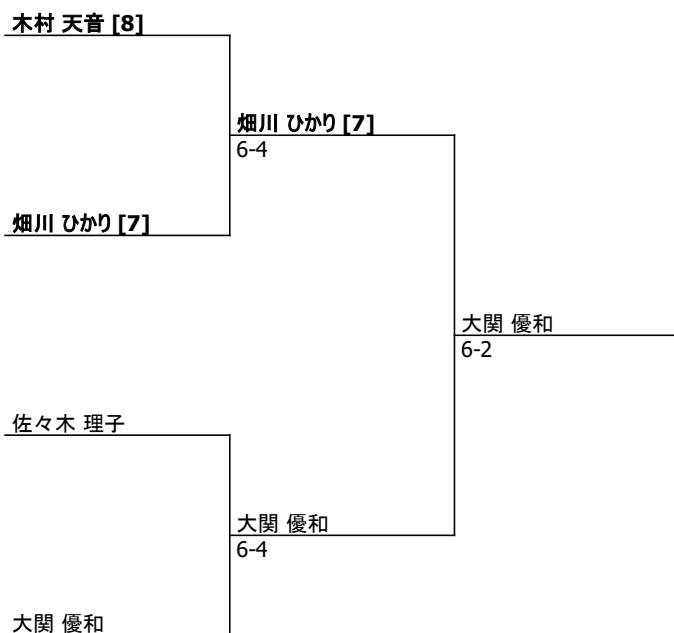 木村 天音 [8]
畑川 ひかり [7]
6-4
畑川 ひかり [7]
大関 優和
6-2
佐々木 理子
大関 優和
6-4
大関 優和